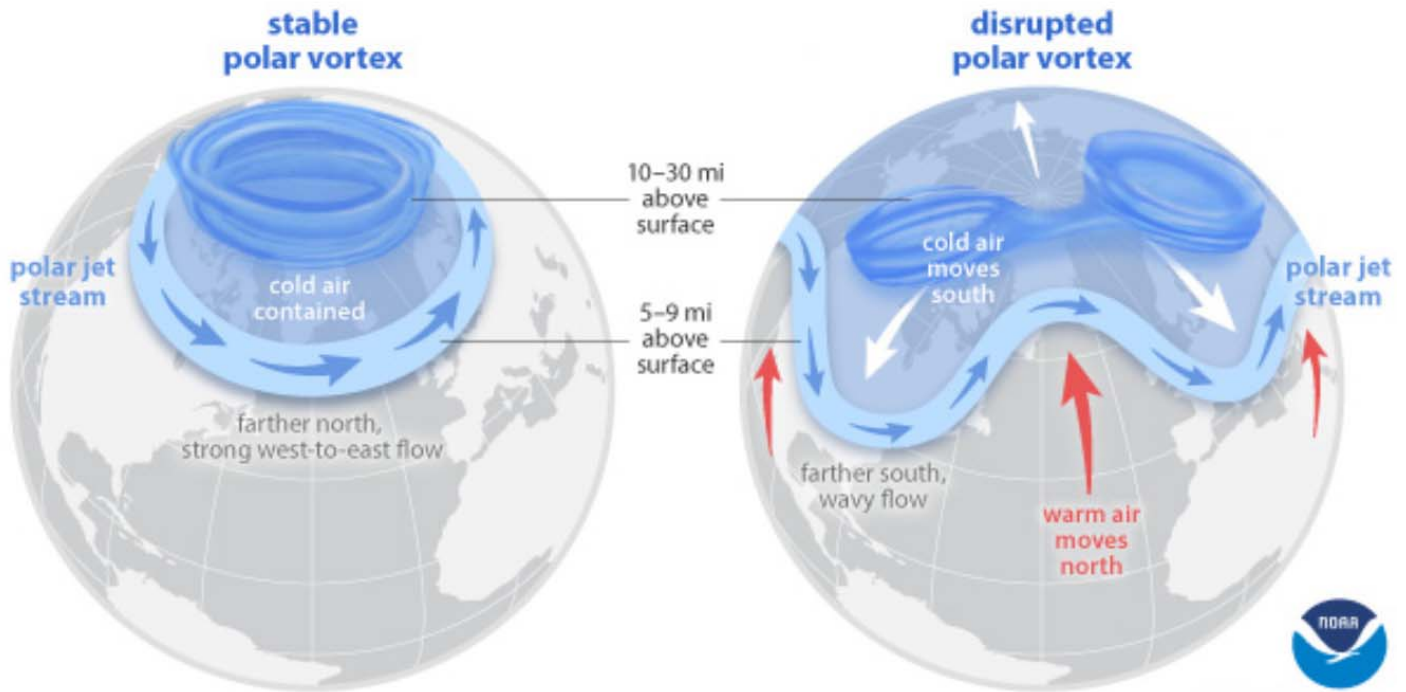 stable
polar vortex
disrupted
polar vortex
10–30 mi
above
surface
cold air
moves
south
polar jet
stream
cold air
contained
polar jet
stream
5–9 mi
above
surface
farther north,
strong west-to-east flow
farther south,
wavy flow
warm air
moves
north
NOAA